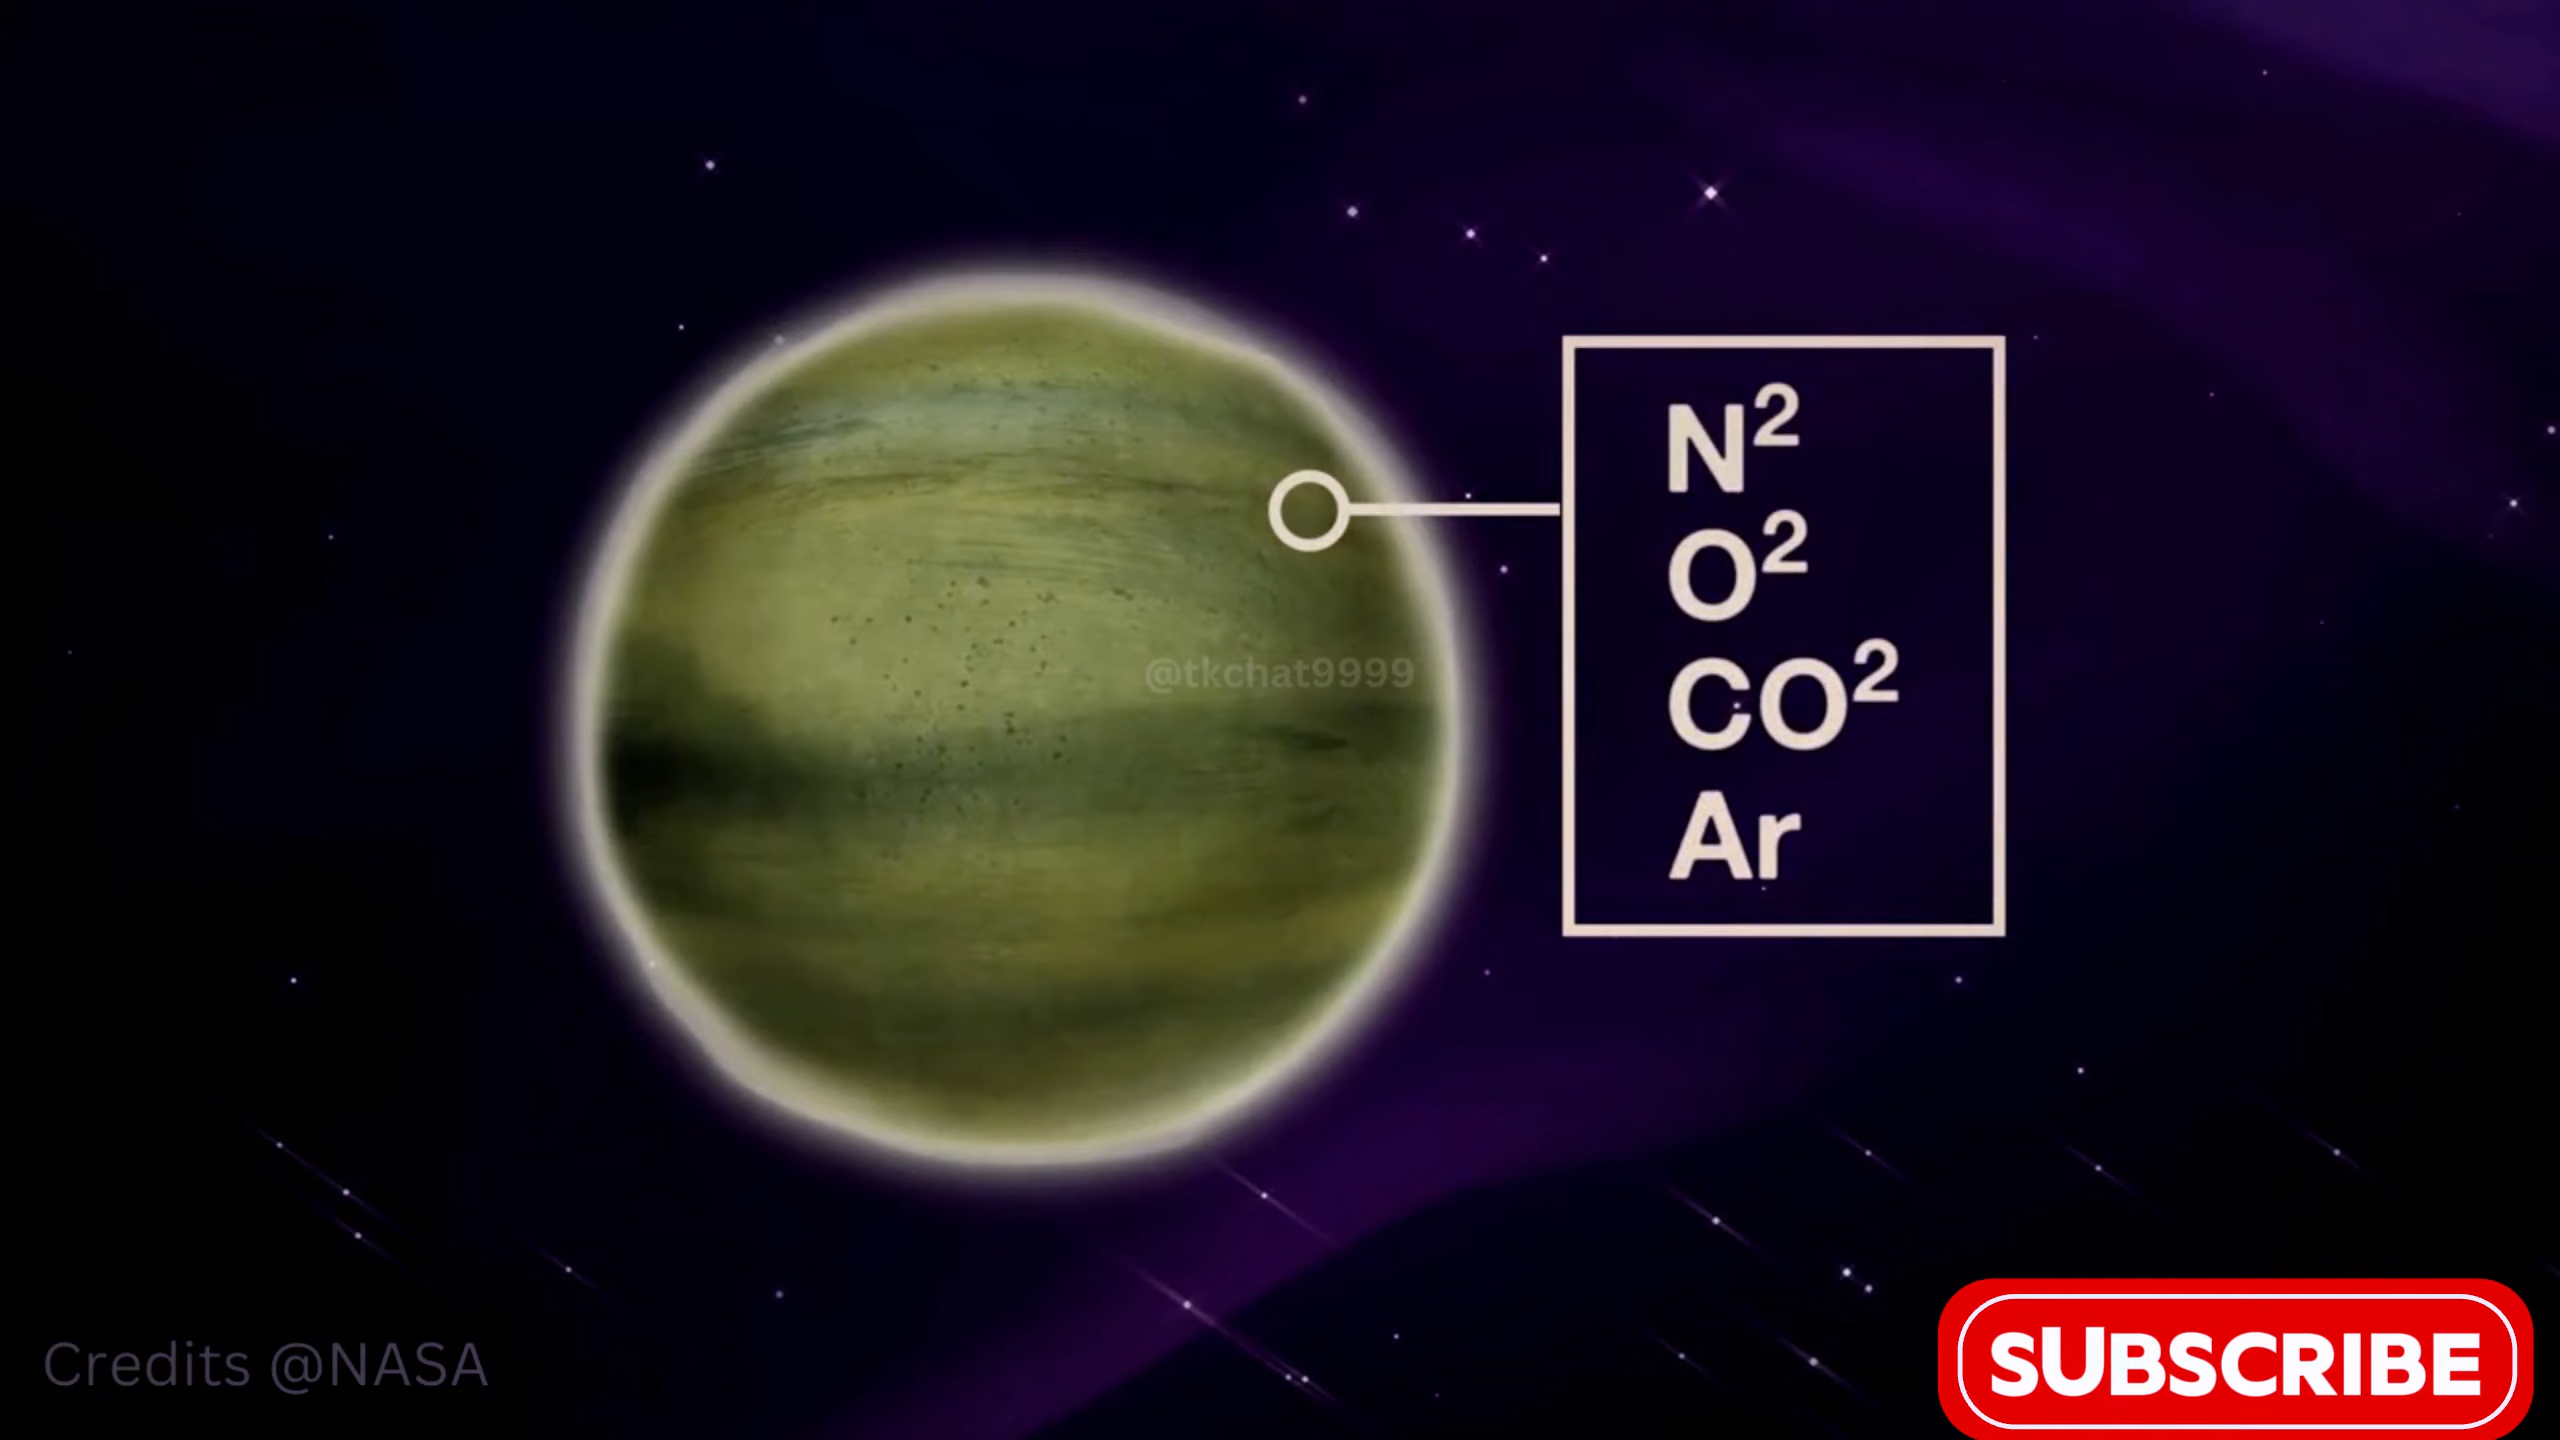 N²
O²
CO²
Ar
@tkchat9999
Credits @NASA
SUBSCRIBE